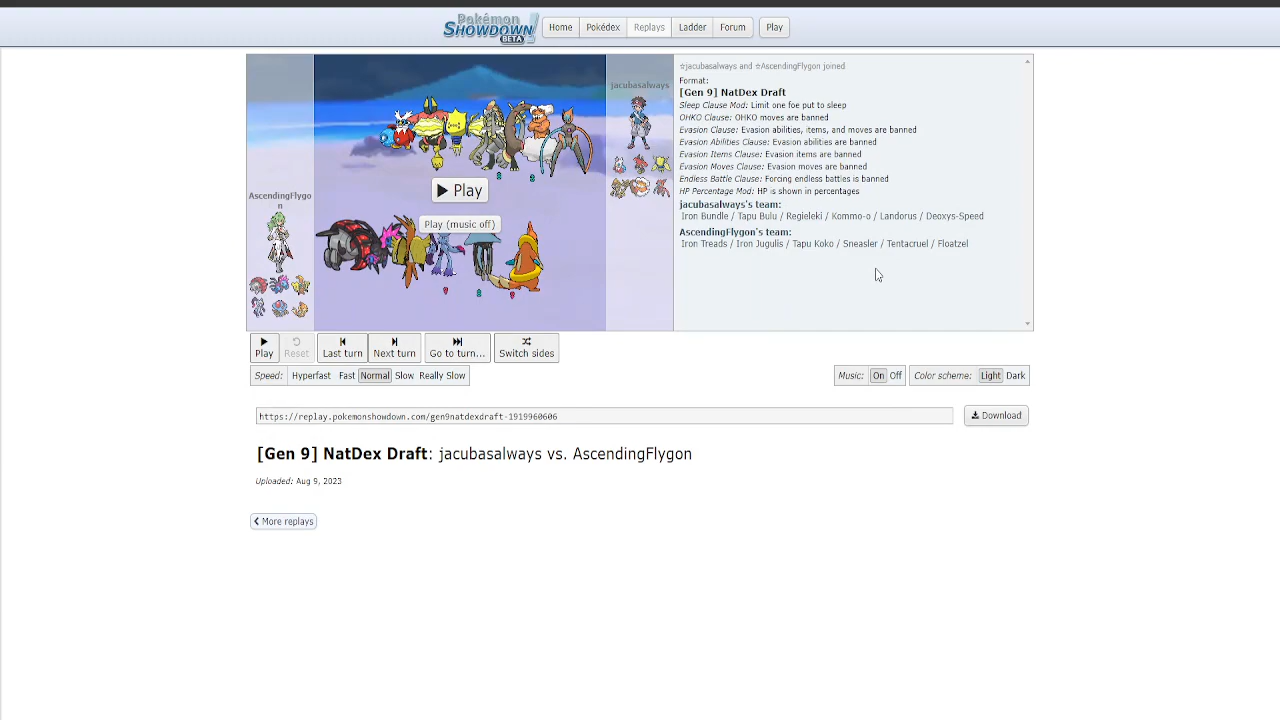 Pokémon
SHOWDOWN!
BETA
Home
Pokédex
Replays
Ladder
Forum
Play
jacubasalways
AscendingFlygo
n
Play
Play (music off)
☆jacubasalways and ☆AscendingFlygon joined
Format:
[Gen 9] NatDex Draft
Sleep Clause Mod: Limit one foe put to sleep
OHKO Clause: OHKO moves are banned
Evasion Clause: Evasion abilities, items, and moves are banned
Evasion Abilities Clause: Evasion abilities are banned
Evasion Items Clause: Evasion items are banned
Evasion Moves Clause: Evasion moves are banned
Endless Battle Clause: Forcing endless battles is banned
HP Percentage Mod: HP is shown in percentages
jacubasalways's team:
Iron Bundle / Tapu Bulu / Regieleki / Kommo-o / Landorus / Deoxys-Speed
AscendingFlygon's team:
Iron Treads / Iron Jugulis / Tapu Koko / Sneasler / Tentacruel / Floatzel
Play
Reset
Last turn
Next turn
Go to turn...
Switch sides
Speed: Hyperfast Fast Normal Slow Really Slow
Music: On Off
Color scheme: Light Dark
https://replay.pokemonshowdown.com/gen9natdexdraft-1919960606
Download
[Gen 9] NatDex Draft: jacubasalways vs. AscendingFlygon
Uploaded: Aug 9, 2023
More replays